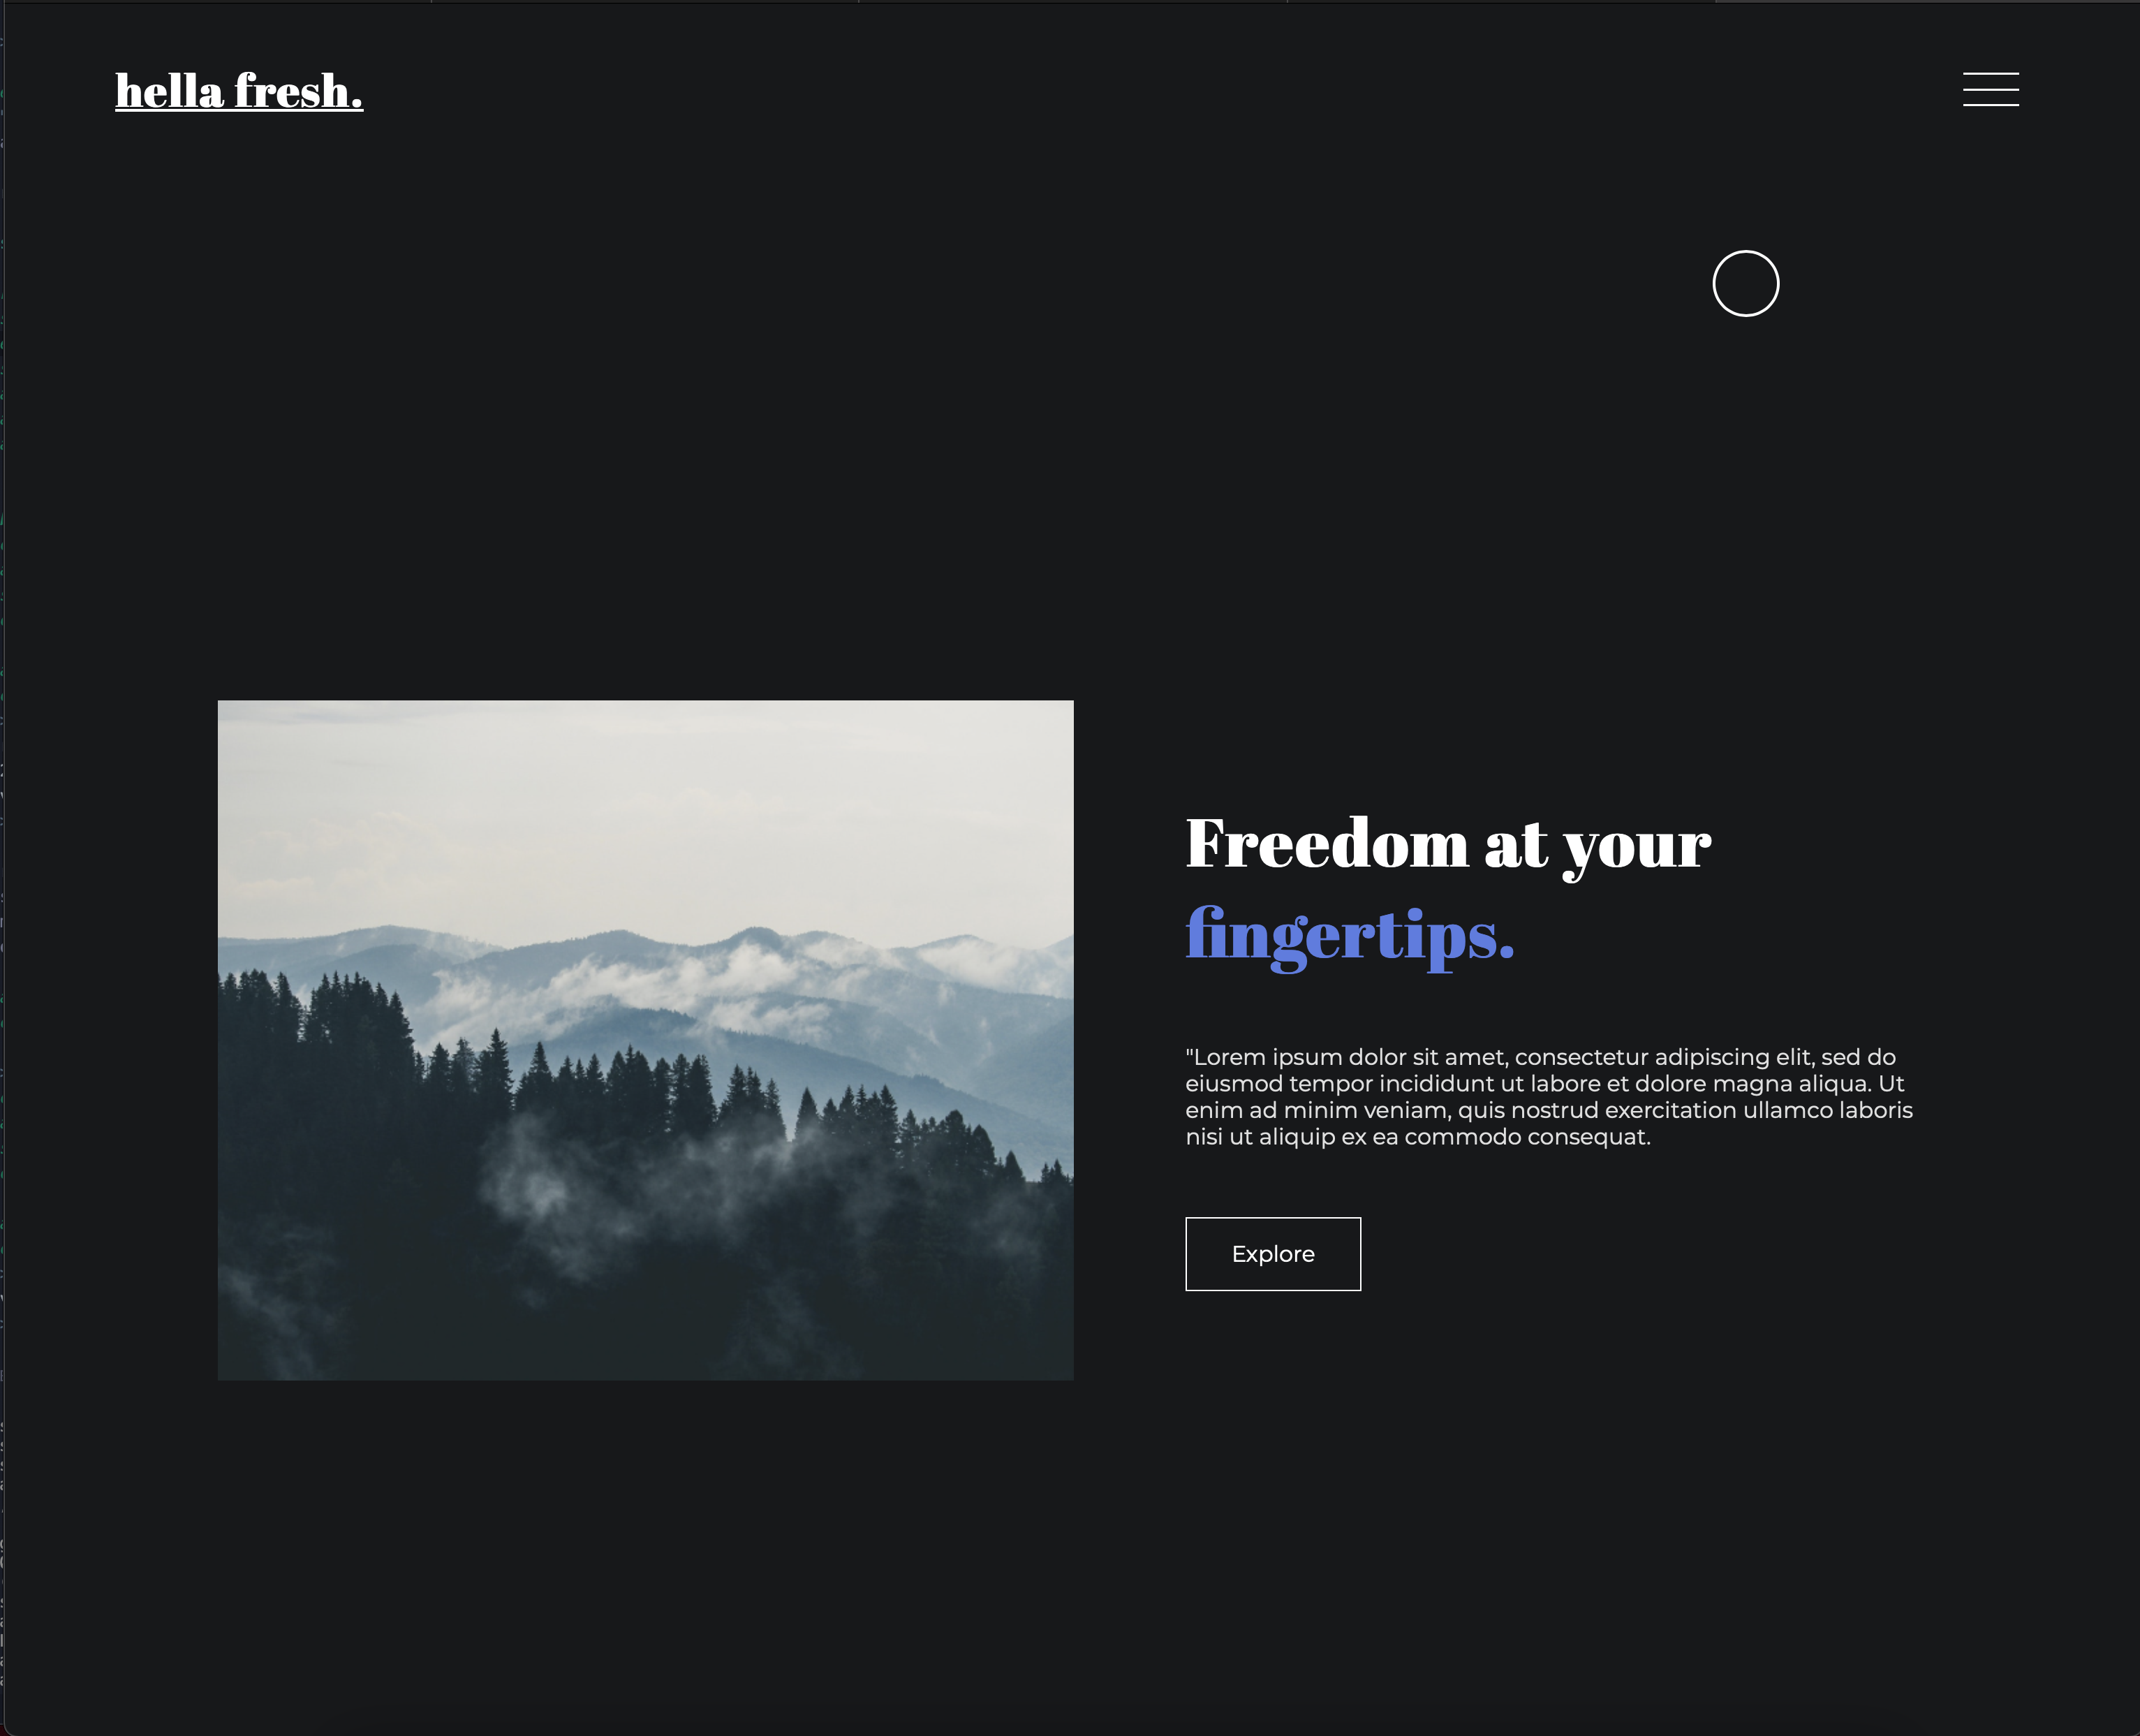 hella fresh.
Freedom at your
fingertips.
"Lorem ipsum dolor sit amet, consectetur adipiscing elit, sed do
eiusmod tempor incididunt ut labore et dolore magna aliqua. Ut
enim ad minim veniam, quis nostrud exercitation ullamco laboris
nisi ut aliquip ex ea commodo consequat.
Explore